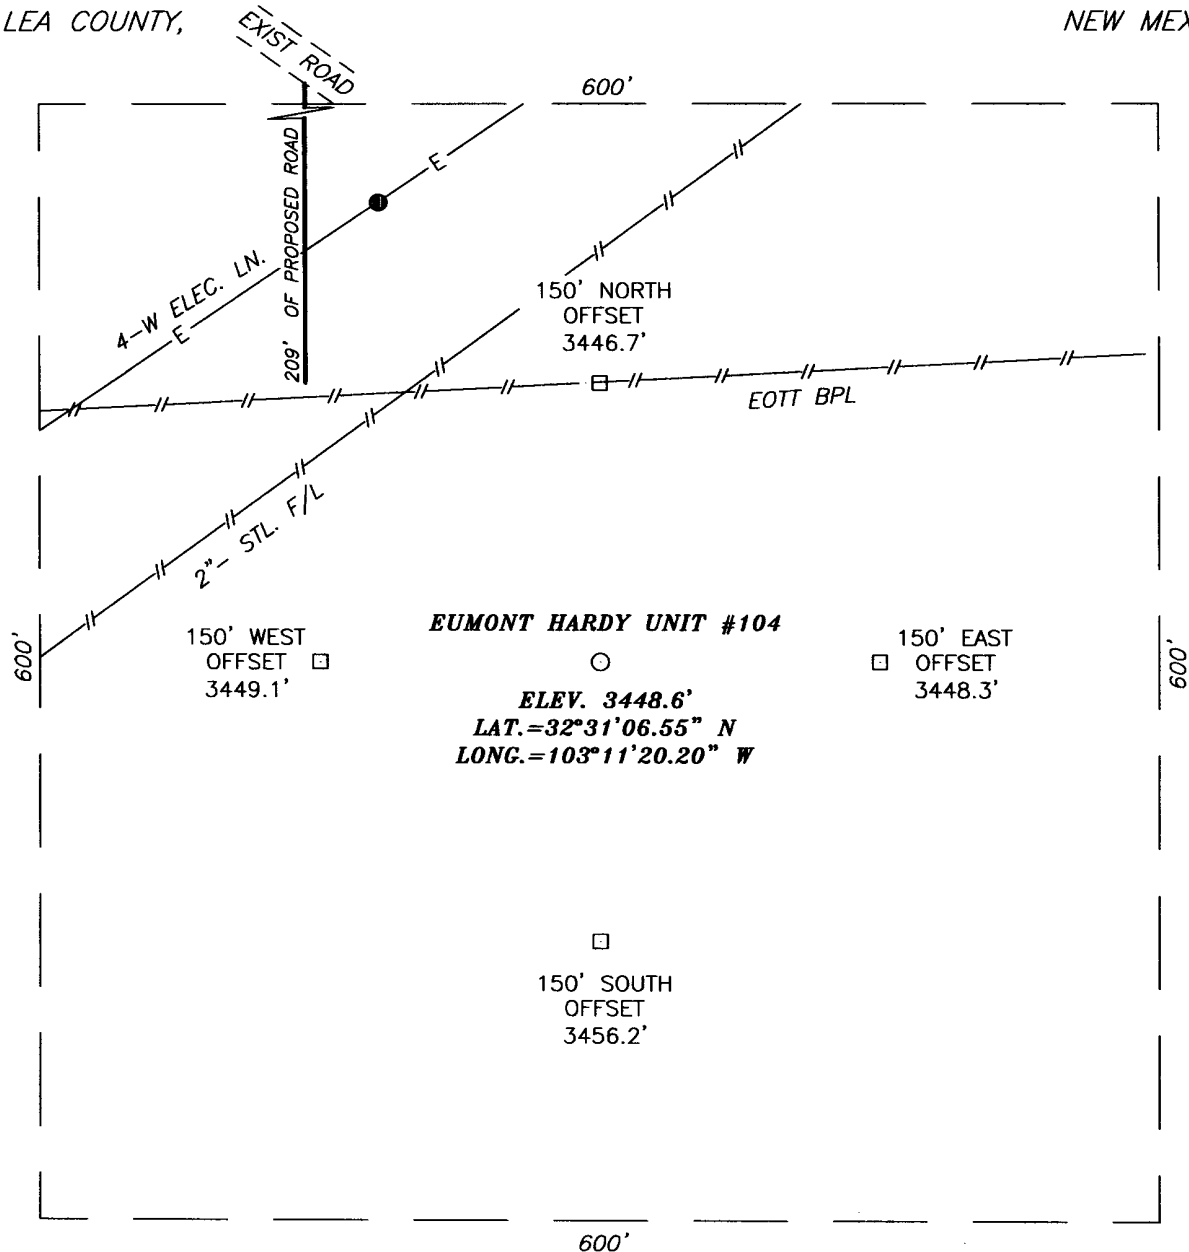 LEA COUNTY,
NEW MEX
EXIST ROAD
600'
209' OF PROPOSED ROAD
E
4-W ELEC. LN.
E
150' NORTH
OFFSET
3446.7'
EOTT BPL
2"- STL. F/L
600'
150' WEST
OFFSET
3449.1'
EUMONT HARDY UNIT #104
ELEV. 3448.6'
LAT.=32°31'06.55" N
LONG.=103°11'20.20" W
150' EAST
OFFSET
3448.3'
600'
150' SOUTH
OFFSET
3456.2'
600'